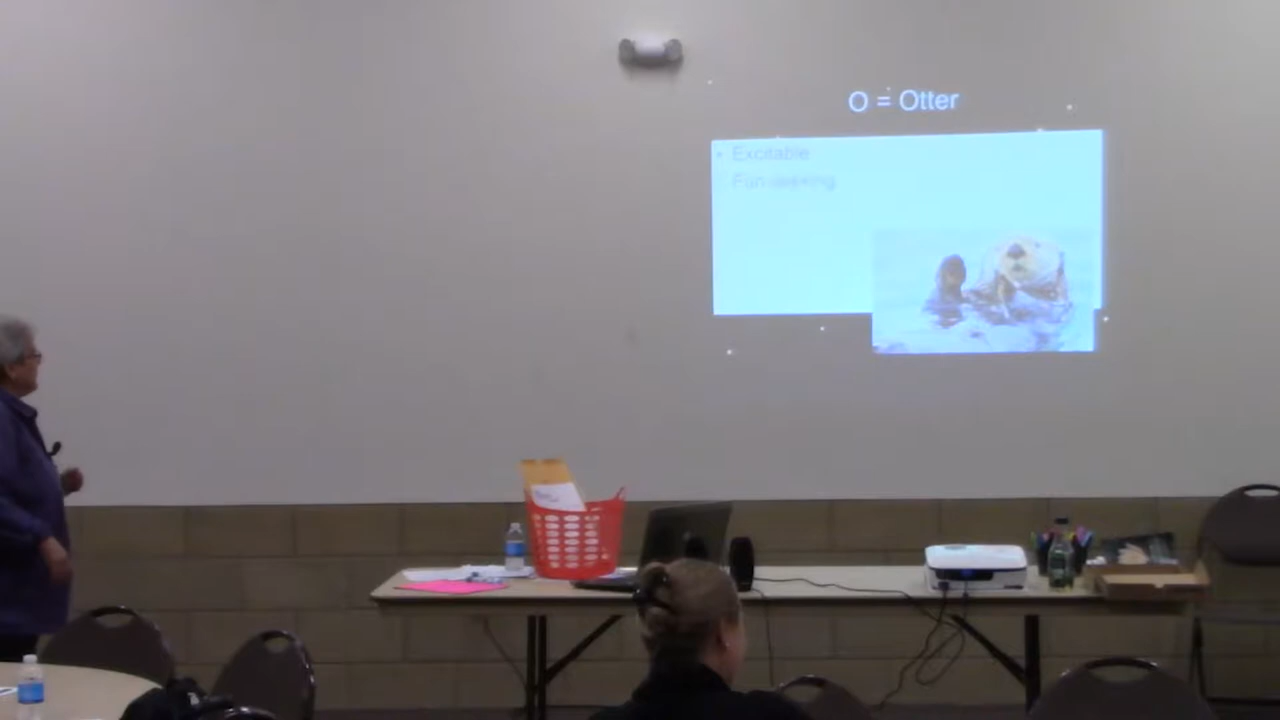 O = Otter
• Excitable
Fun-seeking